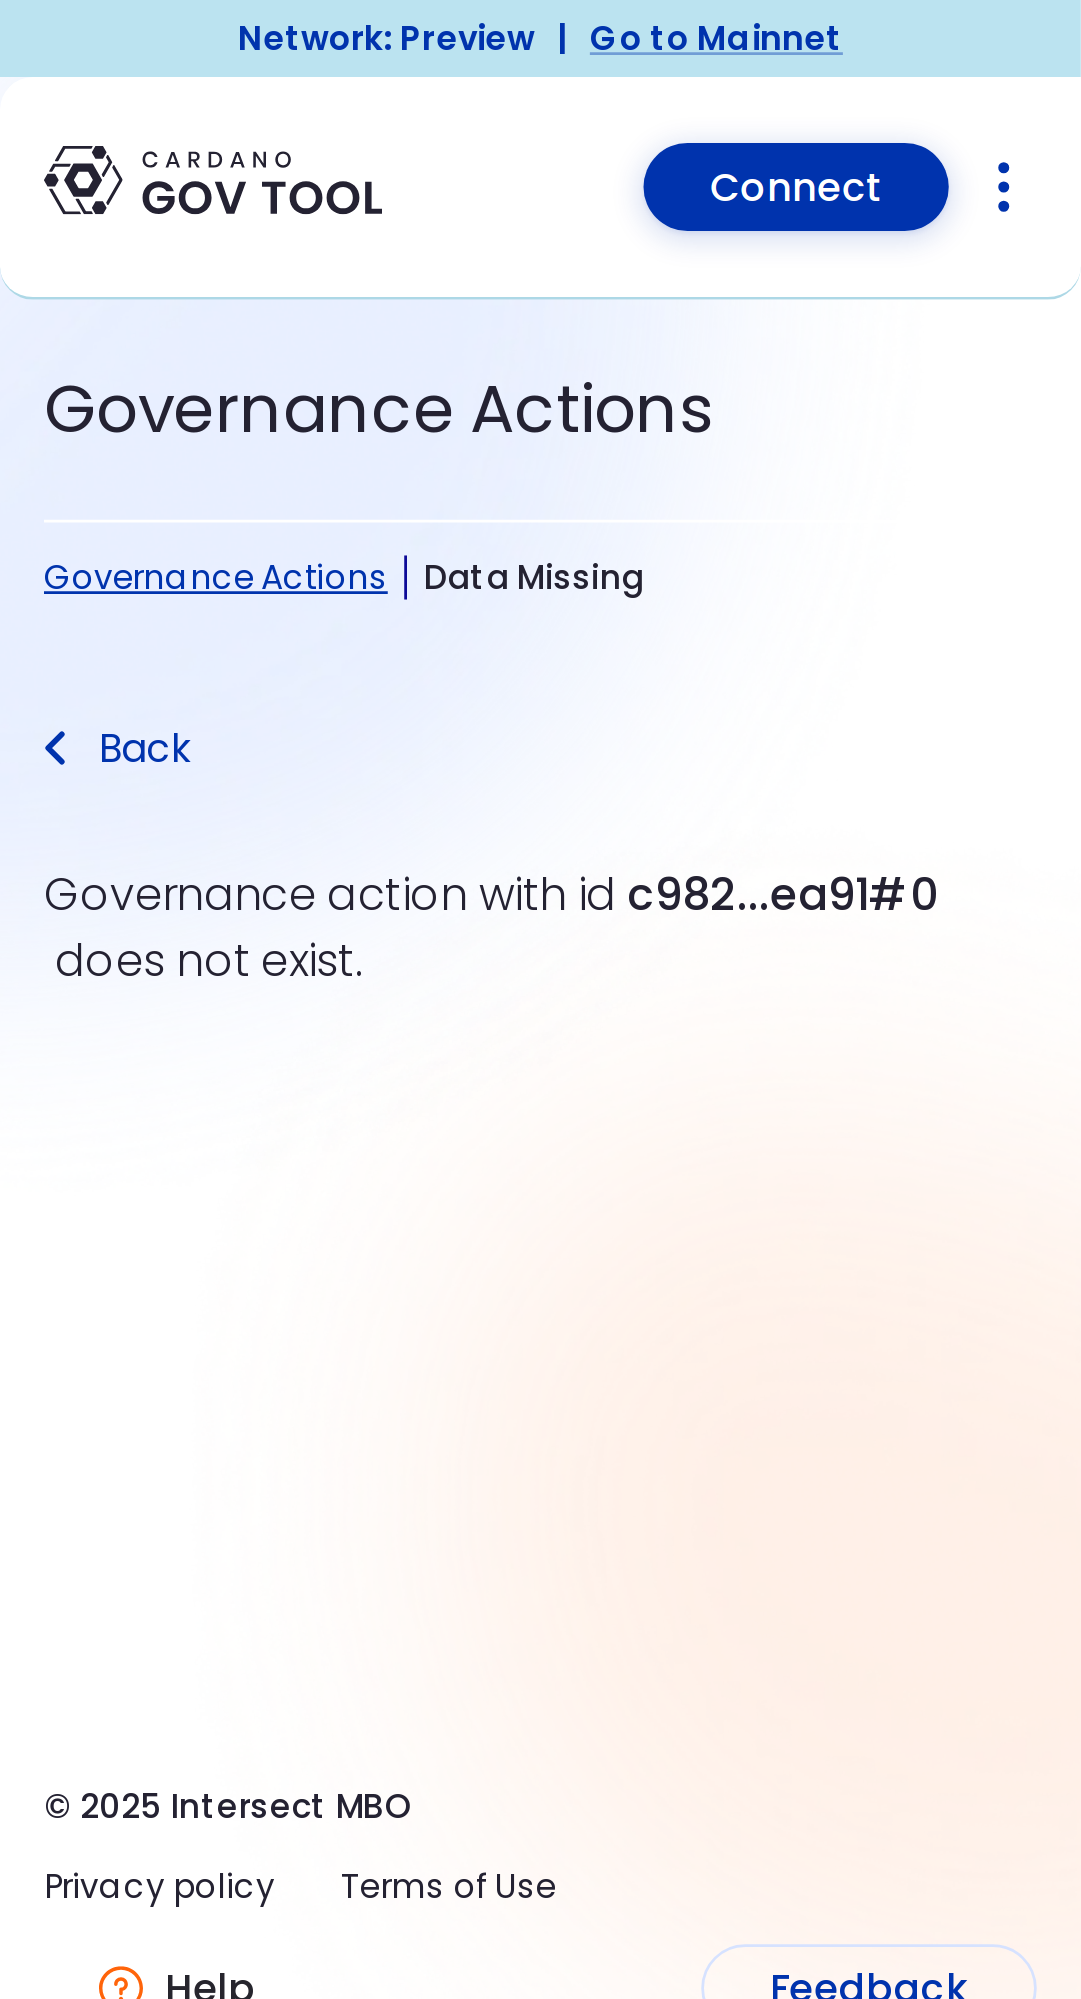 Network: Preview | Go to Mainnet
CARDANO
GOV TOOL
Connect
Governance Actions
Governance Actions | Data Missing
Back
Governance action with id c982...ea91#0
does not exist.
© 2025 Intersect MBO
Privacy policy Terms of Use
Help Feedback